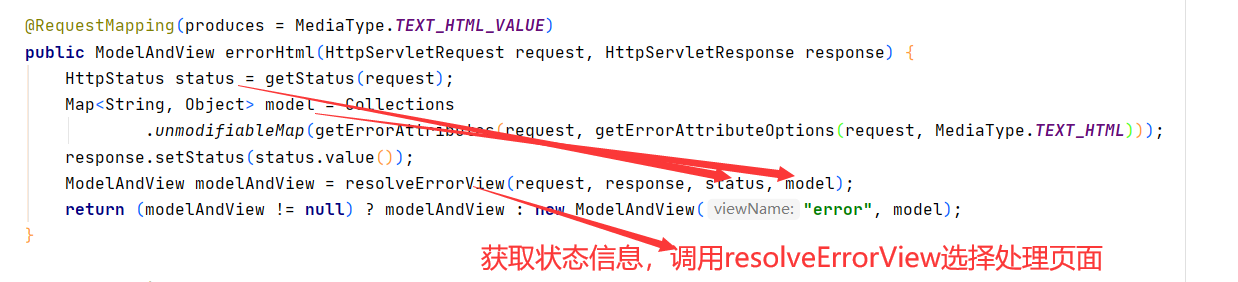 @RequestMapping(produces = MediaType.TEXT_HTML_VALUE)
public ModelAndView errorHtml(HttpServletRequest request, HttpServletResponse response) {
HttpStatus status = getStatus(request);
Map<String, Object> model = Collections
.unmodifiableMap(getErrorAttributes(request, getErrorAttributeOptions(request, MediaType.TEXT_HTML)));
response.setStatus(status.value());
ModelAndView modelAndView = resolveErrorView(request, response, status, model);
return (modelAndView != null) ? modelAndView : new ModelAndView( viewName: "error", model);
}
获取状态信息，调用resolveErrorView选择处理页面